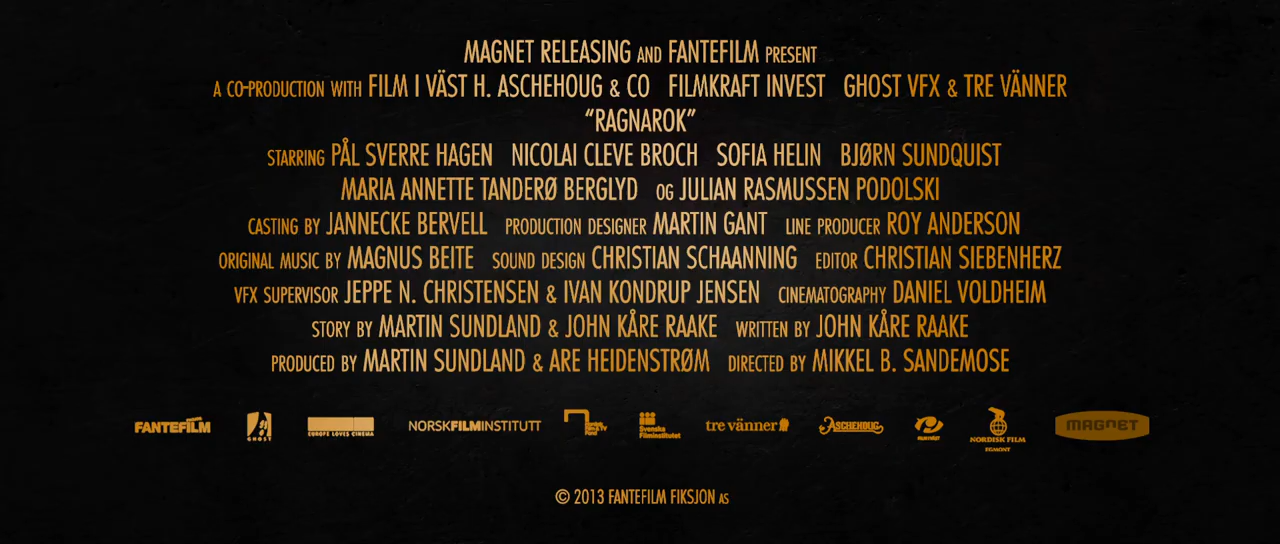 MAGNET RELEASING AND FANTEFILM PRESENT
A CO-PRODUCTION WITH FILM I VÄST H. ASCHEHOUG & CO FILMKRAFT INVEST GHOST VFX & TRE VÄNNER
"RAGNAROK"
STARRING PÅL SVERRE HAGEN NICOLAI CLEVE BROCH SOFIA HELIN BJØRN SUNDQUIST
MARIA ANNETTE TANDERØ BERGLYD OG JULIAN RASMUSSEN PODOLSKI
CASTING BY JANNECKE BERVELL PRODUCTION DESIGNER MARTIN GANT LINE PRODUCER ROY ANDERSON
ORIGINAL MUSIC BY MAGNUS BEITE SOUND DESIGN CHRISTIAN SCHAANNING EDITOR CHRISTIAN SIEBENHERZ
VFX SUPERVISOR JEPPE N. CHRISTENSEN & IVAN KONDRUP JENSEN CINEMATOGRAPHY DANIEL VOLDHEIM
STORY BY MARTIN SUNDLAND & JOHN KÅRE RAAKE WRITTEN BY JOHN KÅRE RAAKE
PRODUCED BY MARTIN SUNDLAND & ARE HEIDENSTRØM DIRECTED BY MIKKEL B. SANDEMOSE
FANTEFILM GHOST EUROPE LOVES CINEMA NORSKFILMINSTITUTT Svenska Filminstitutet tre vänner ASCHEHOUG NORDISK FILM EGMONT MAGNET
© 2013 FANTEFILM FIKSJON AS